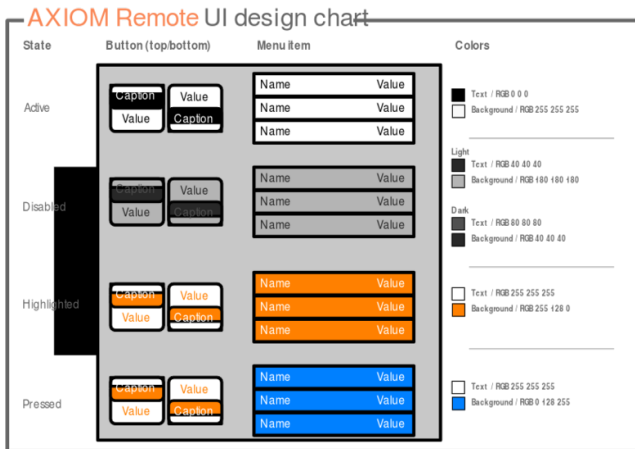 AXIOM Remote UI design chart
State Button (top/bottom) Menu item Colors
Active
Caption Value
Value Caption
Name Value
Name Value
Name Value
Text / RGB 0 0 0
Background / RGB 255 255 255
Disabled
Caption Value
Value Caption
Name Value
Name Value
Name Value
Light
Text / RGB 40 40 40
Background / RGB 180 180 180
Dark
Text / RGB 80 80 80
Background / RGB 40 40 40
Highlighted
Caption Value
Value Caption
Name Value
Name Value
Name Value
Text / RGB 255 255 255
Background / RGB 255 128 0
Pressed
Caption Value
Value Caption
Name Value
Name Value
Name Value
Text / RGB 255 255 255
Background / RGB 0 128 255